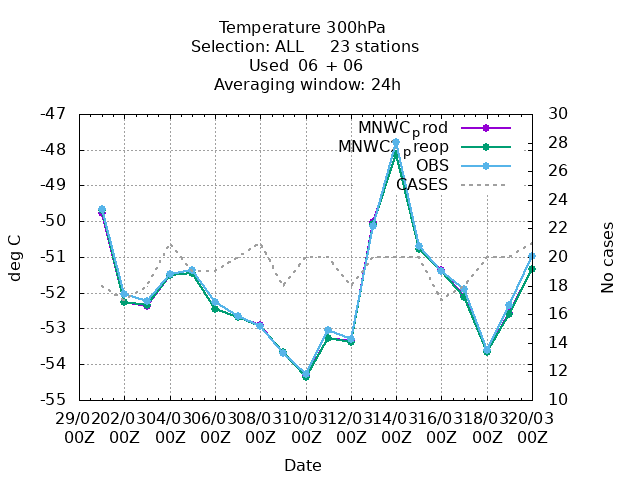 Temperature 300hPa
Selection: ALL 23 stations
Used 06 + 06
Averaging window: 24h
MNWCprod
MNWC2preop
OBS
CASES
-47
-48
-49
-50
-51
-52
-53
-54
-55
30
28
26
24
22
20
18
16
14
12
10
deg C
No cases
29/02 02/03 04/03 06/03 08/03 10/03 12/03 14/03 16/03 18/03 20/03
00Z 00Z 00Z 00Z 00Z 00Z 00Z 00Z 00Z 00Z 00Z
Date